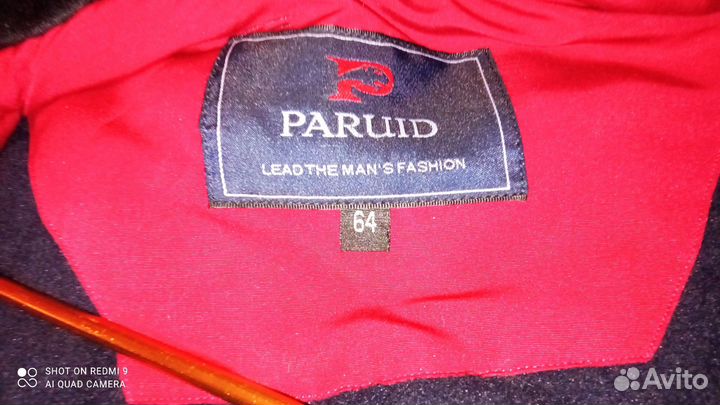 P
PARUID
LEAD THE MAN'S FASHION
64
SHOT ON REDMI 9
AI QUAD CAMERA
Avito